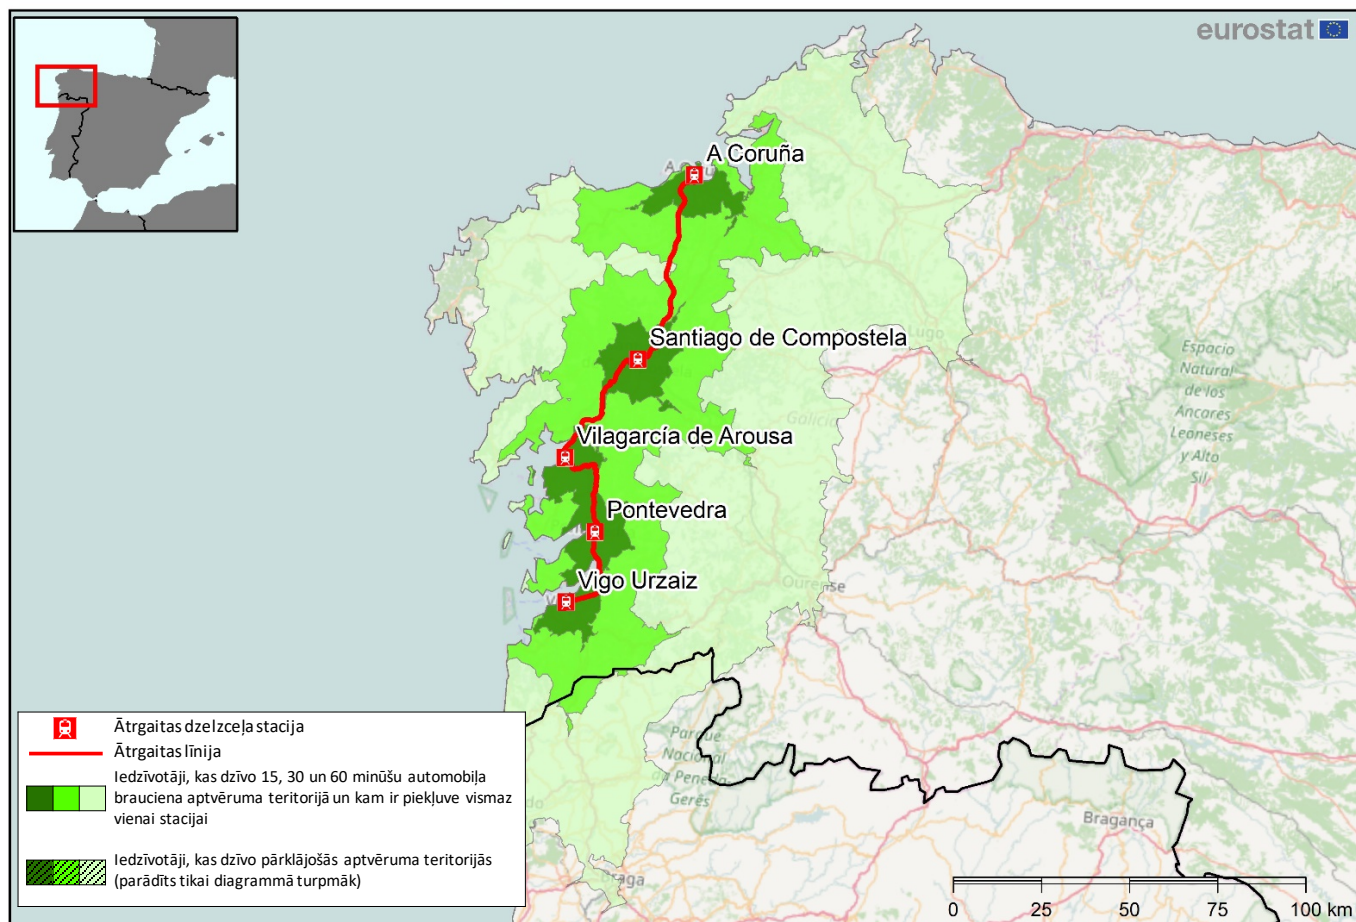 eurostat
A Coruña
Santiago de Compostela
Lugo
Espacio
Natural
de los
Ancares
Leoneses
y Alto
Sil
Galicia
Vilagarcía de Arousa
Pontevedra
Vigo Urzaiz
Ourense
Parque
Nacional
da Peneda-
Gerês
Bragança
Braga
Ātrgaitas dzelzceļa stacija
Ātrgaitas līnija
Iedzīvotāji, kas dzīvo 15, 30 un 60 minūšu automobiļa
brauciena aptvēruma teritorijā un kam ir piekļuve vismaz
vienai stacijai
Iedzīvotāji, kas dzīvo pārklājošās aptvēruma teritorijās
(parādīts tikai diagrammā turpmāk)
0 25 50 75 100 km